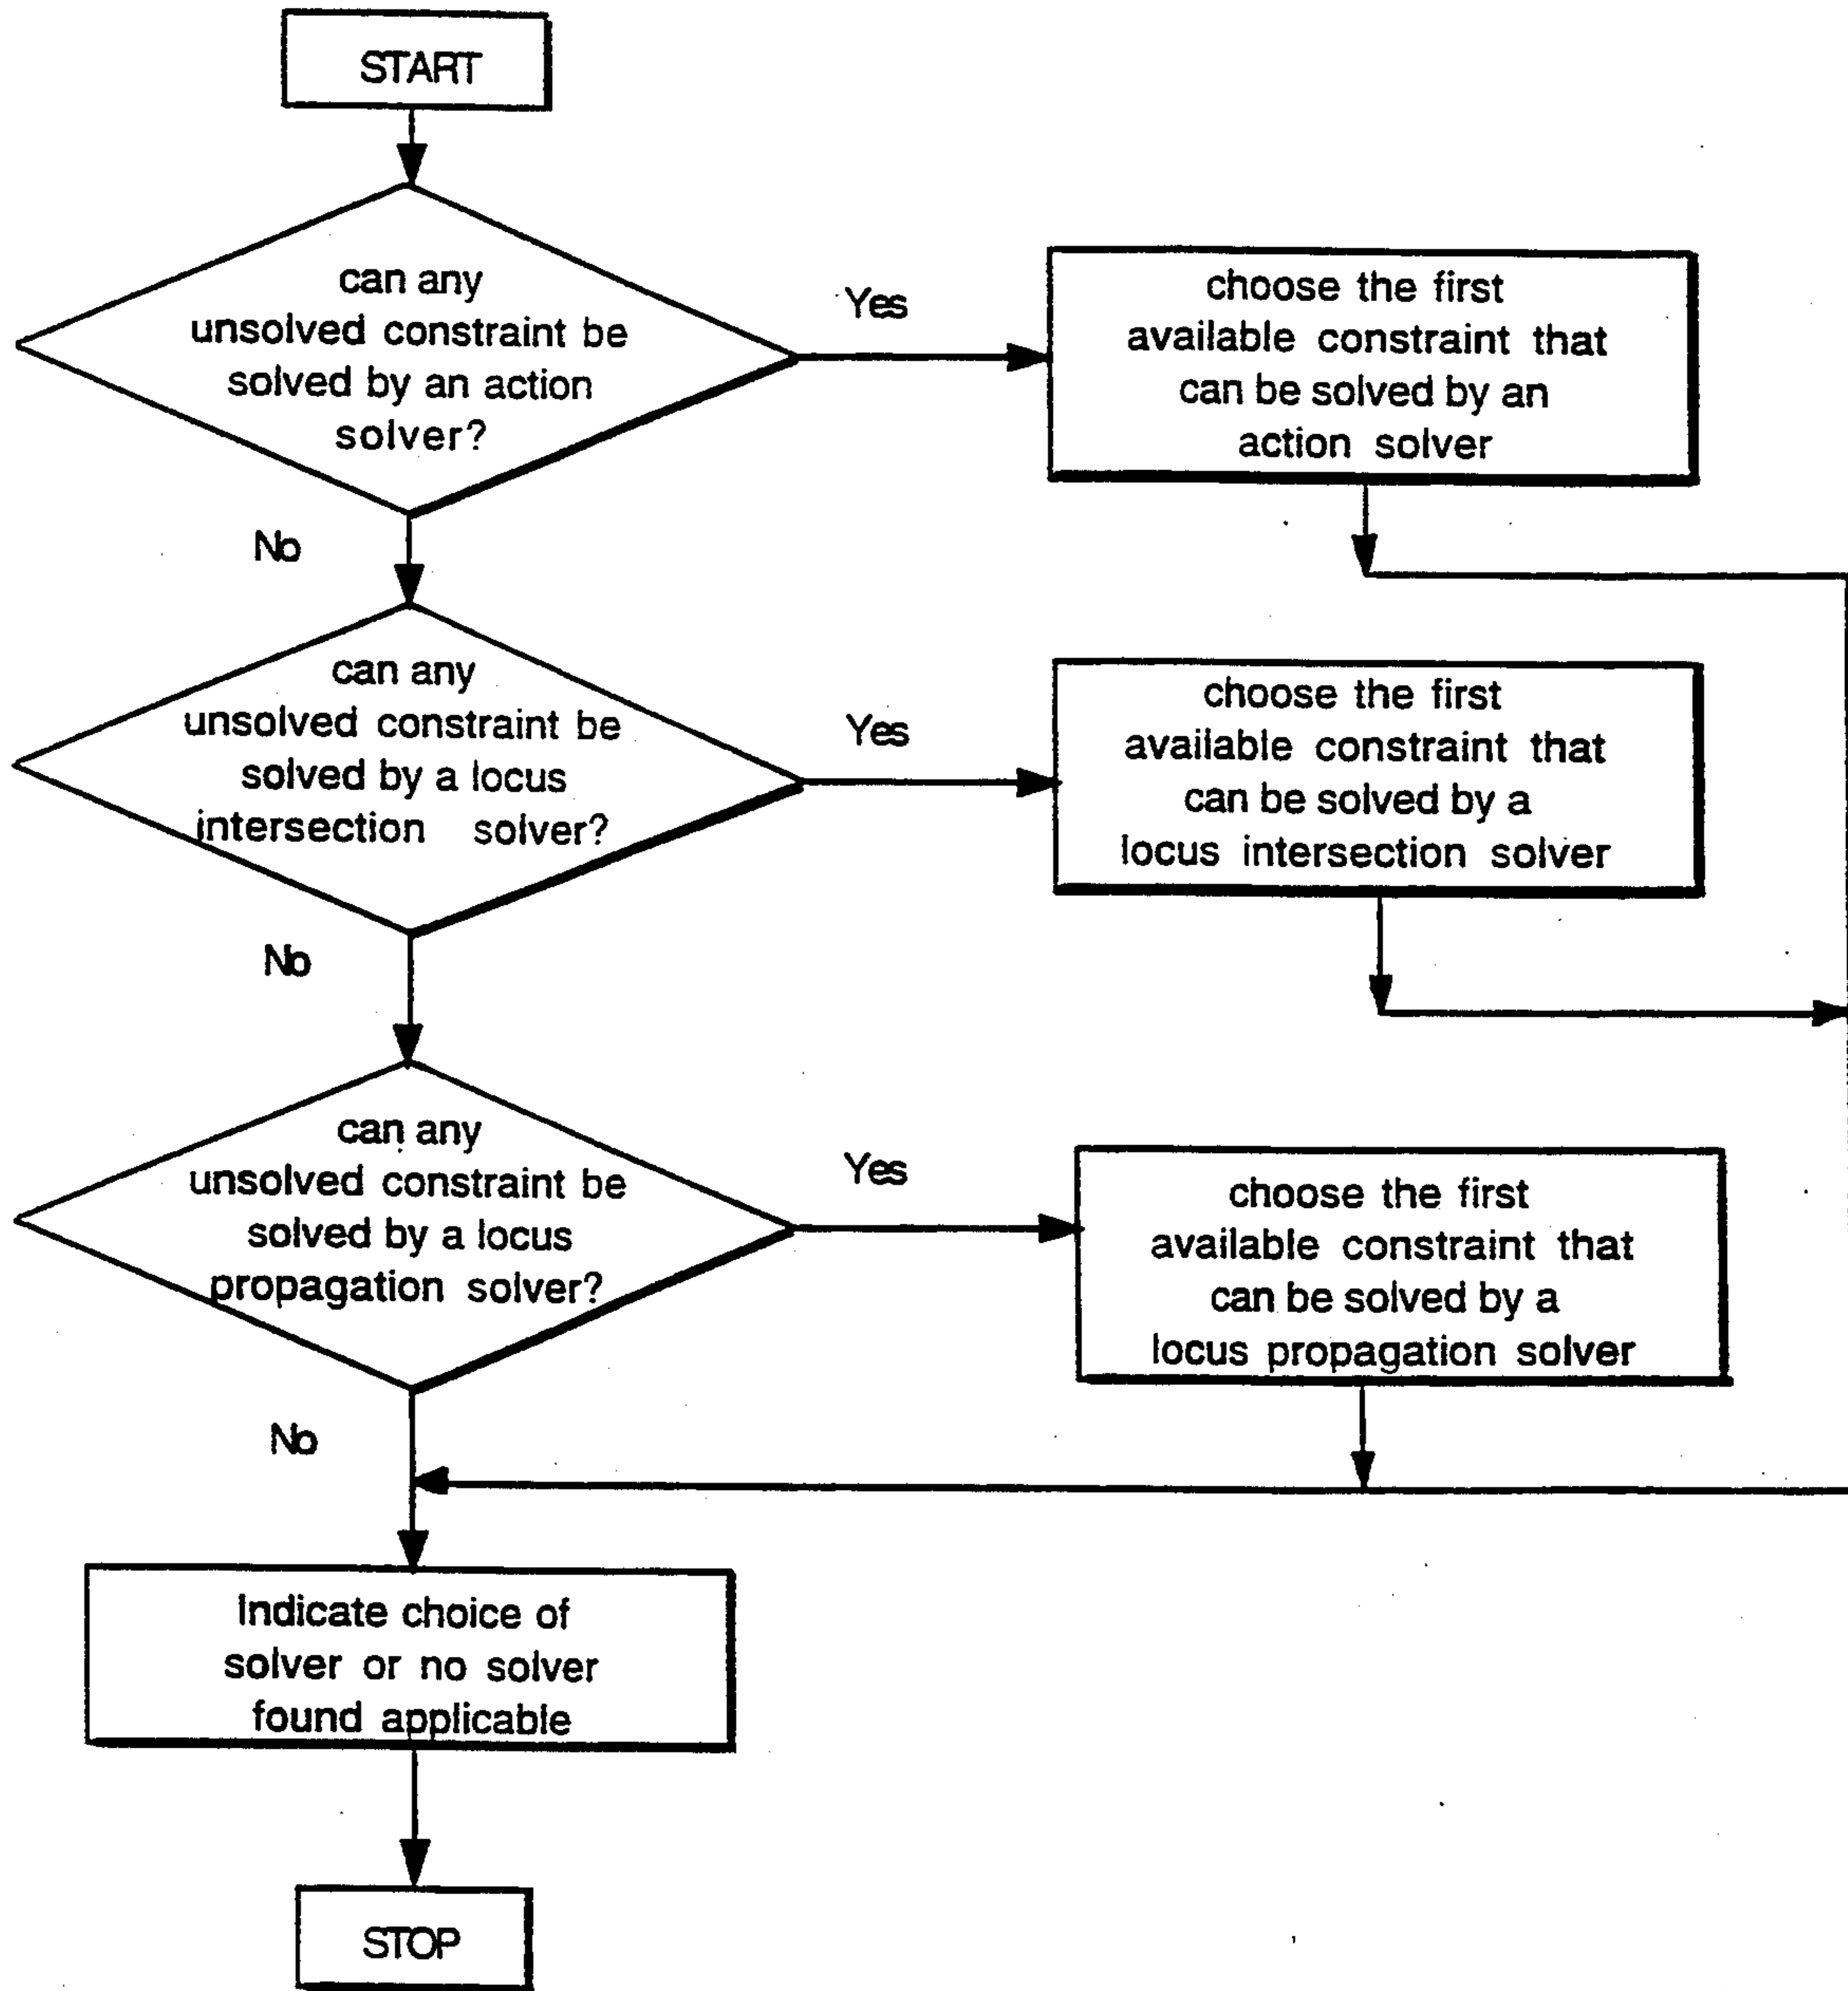 START
can any
unsolved constraint be
solved by an action
solver?
Yes
choose the first
available constraint that
can be solved by an
action solver
No
can any
unsolved constraint be
solved by a locus
intersection solver?
Yes
choose the first
available constraint that
can be solved by a
locus intersection solver
No
can any
unsolved constraint be
solved by a locus
propagation solver?
Yes
choose the first
available constraint that
can be solved by a
locus propagation solver
No
Indicate choice of
solver or no solver
found applicable
STOP